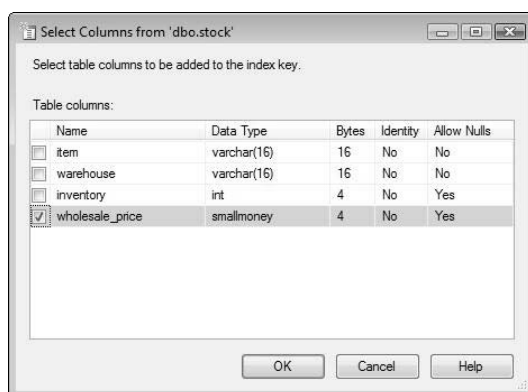 Select Columns from 'dbo.stock'
Select table columns to be added to the index key.
Table columns:
Name Data Type Bytes Identity Allow Nulls
item varchar(16) 16 No No
warehouse varchar(16) 16 No No
inventory int 4 No Yes
wholesale_price smallmoney 4 No Yes
OK Cancel Help